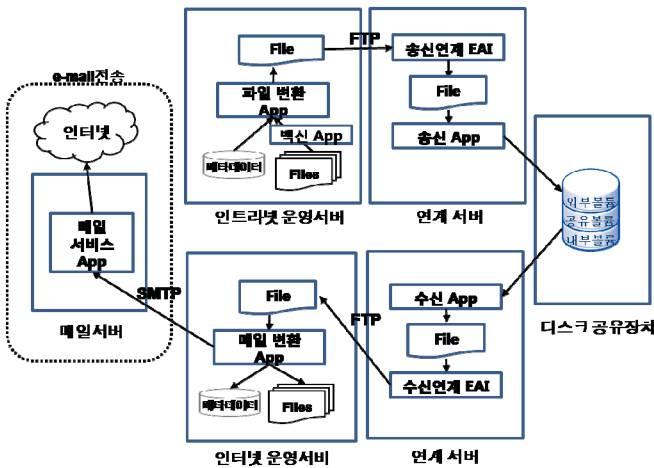 e-mail전송
인터넷
메일
서비스
App
메일서버
SMTP
File
파일 변환
App
백신 App
메타데이터
Files
인트라넷 운영서버
FTP
송신연계 EAI
File
송신 App
연계 서버
외부볼륨
공유볼륨
내부볼륨
디스크 공유장치
File
메일 변환
App
메타데이터
Files
인터넷 운영서비
FTP
수신 App
File
수신연계 EAI
연계 서버